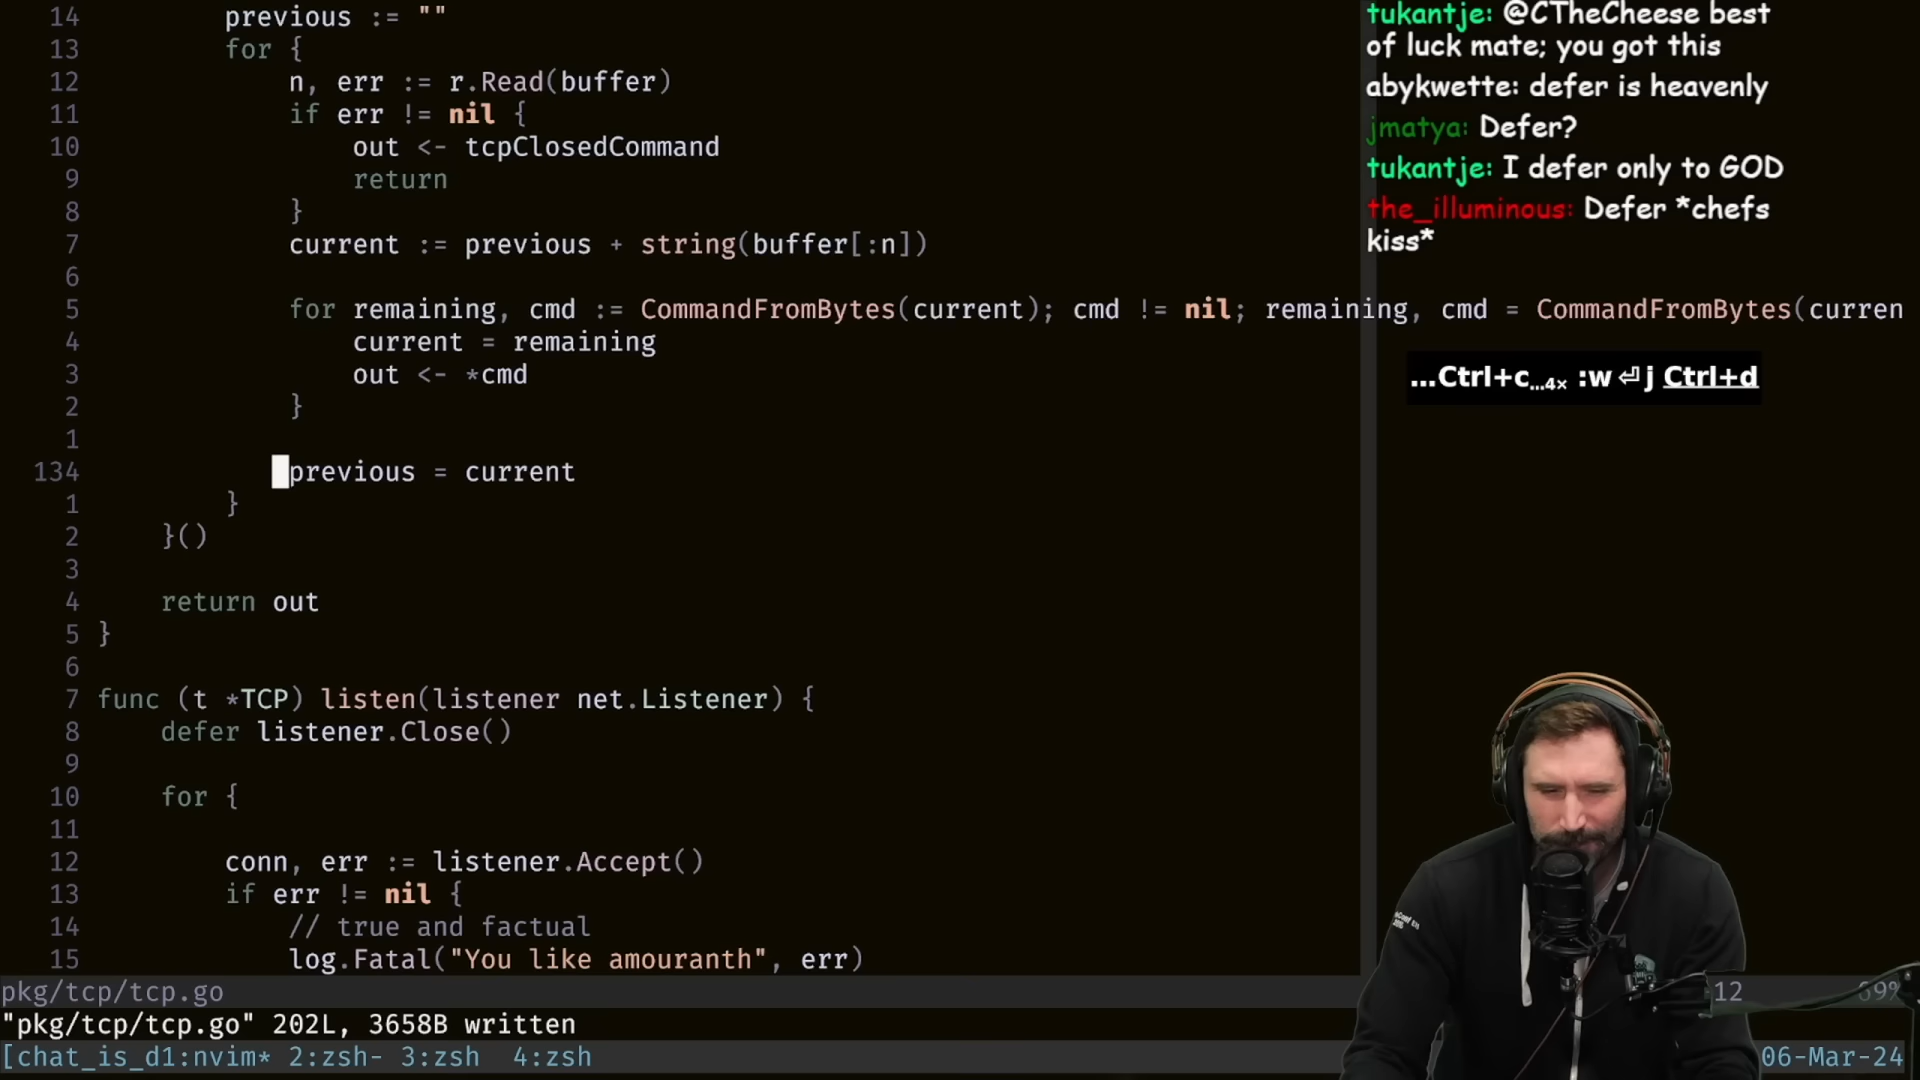 14 previous := ""
13 for {
12 n, err := r.Read(buffer)
11 if err != nil {
10 out <- tcpClosedCommand
9 return
8 }
7 current := previous + string(buffer[:n])
6
5 for remaining, cmd := CommandFromBytes(current); cmd != nil; remaining, cmd = CommandFromBytes(curren
4 current = remaining
3 out <- *cmd
2 }
1
134 previous = current
1 }
2 }()
3
4 return out
5 }
6
7 func (t *TCP) listen(listener net.Listener) {
8 defer listener.Close()
9
10 for {
11
12 conn, err := listener.Accept()
13 if err != nil {
14 // true and factual
15 log.Fatal("You like amouranth", err)
pkg/tcp/tcp.go
12 69%
"pkg/tcp/tcp.go" 202L, 3658B written
[chat_is_d1:nvim* 2:zsh- 3:zsh 4:zsh
06-Mar-24
tukantje: @CTheCheese best
of luck mate; you got this
abykwette: defer is heavenly
jmatya: Defer?
tukantje: I defer only to GOD
the_illuminous: Defer *chefs
kiss*
...Ctrl+c...4× :w⏎j Ctrl+d